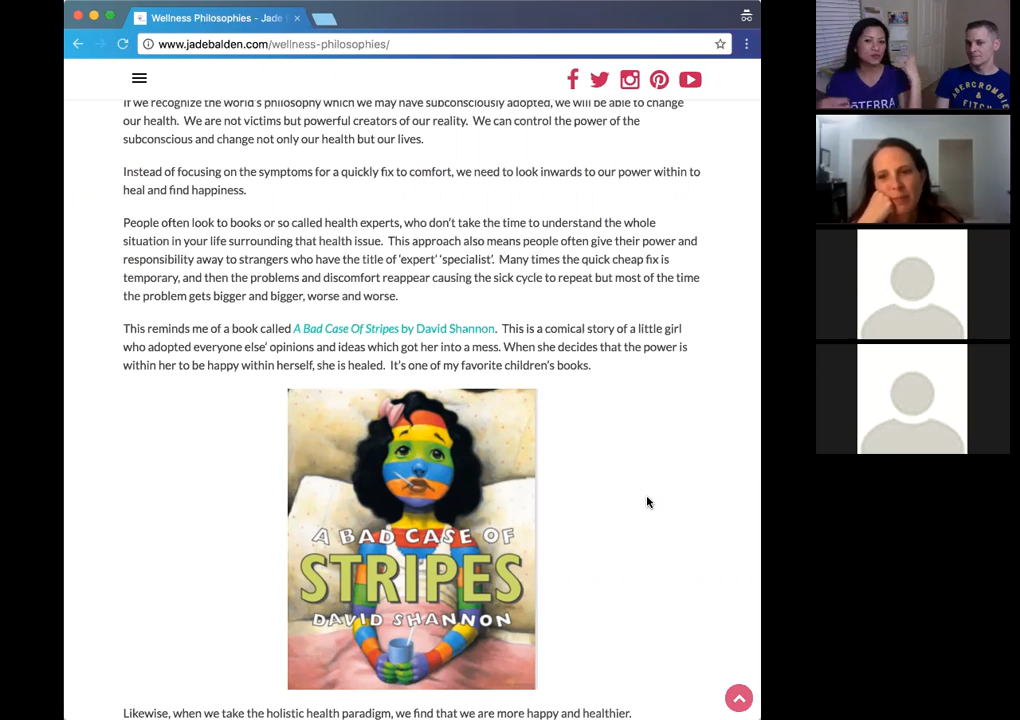 Wellness Philosophies - Jade
www.jadebalden.com/wellness-philosophies/
If we recognize the world's philosophy which we may have subconsciously adopted, we will be able to change
our health. We are not victims but powerful creators of our reality. We can control the power of the
subconscious and change not only our health but our lives.
Instead of focusing on the symptoms for a quickly fix to comfort, we need to look inwards to our power within to
heal and find happiness.
People often look to books or so called health experts, who don't take the time to understand the whole
situation in your life surrounding that health issue. This approach also means people often give their power and
responsibility away to strangers who have the title of 'expert' 'specialist'. Many times the quick cheap fix is
temporary, and then the problems and discomfort reappear causing the sick cycle to repeat but most of the time
the problem gets bigger and bigger, worse and worse.
This reminds me of a book called A Bad Case Of Stripes by David Shannon. This is a comical story of a little girl
who adopted everyone else' opinions and ideas which got her into a mess. When she decides that the power is
within her to be happy within herself, she is healed. It's one of my favorite children's books.
A BAD CASE OF
STRIPES
DAVID SHANNON
Likewise, when we take the holistic health paradigm, we find that we are more happy and healthier.
ABERCROMBIE
& FITCH